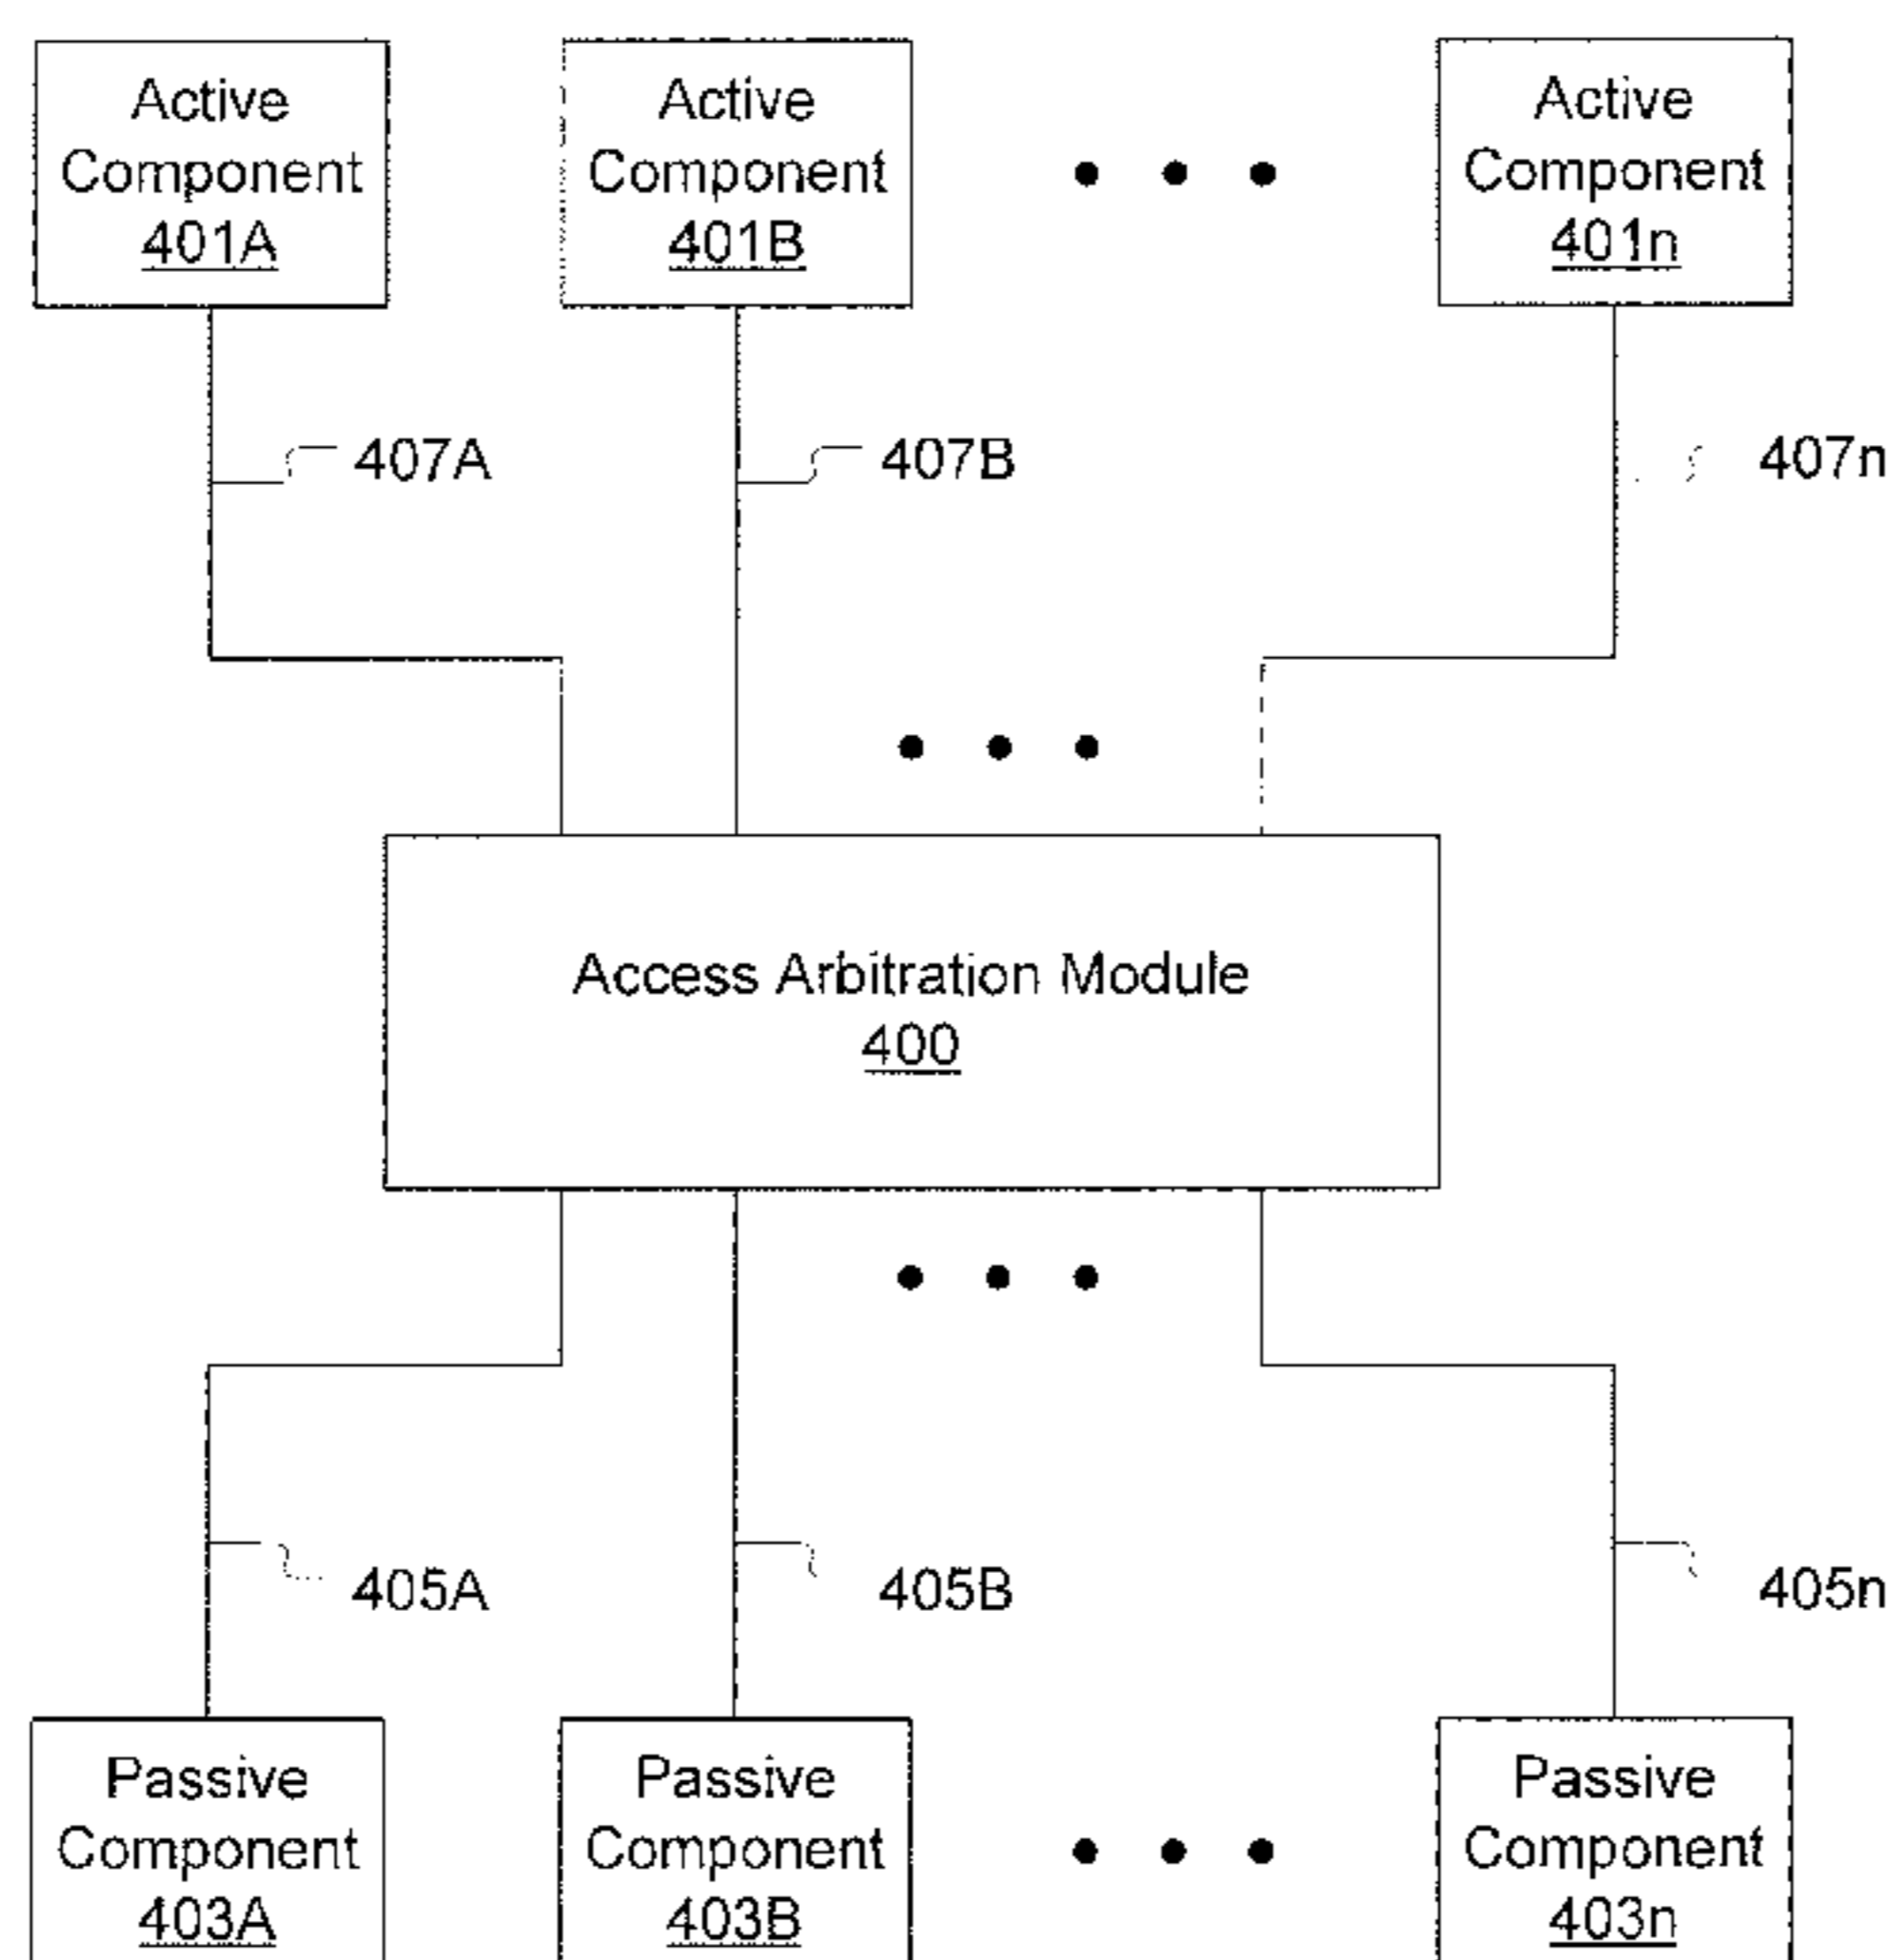 Active
Component
401A
Active
Component
401B
Active
Component
401n
407A
407B
407n
Access Arbitration Module
400
405A
405B
405n
Passive
Component
403A
Passive
Component
403B
Passive
Component
403n